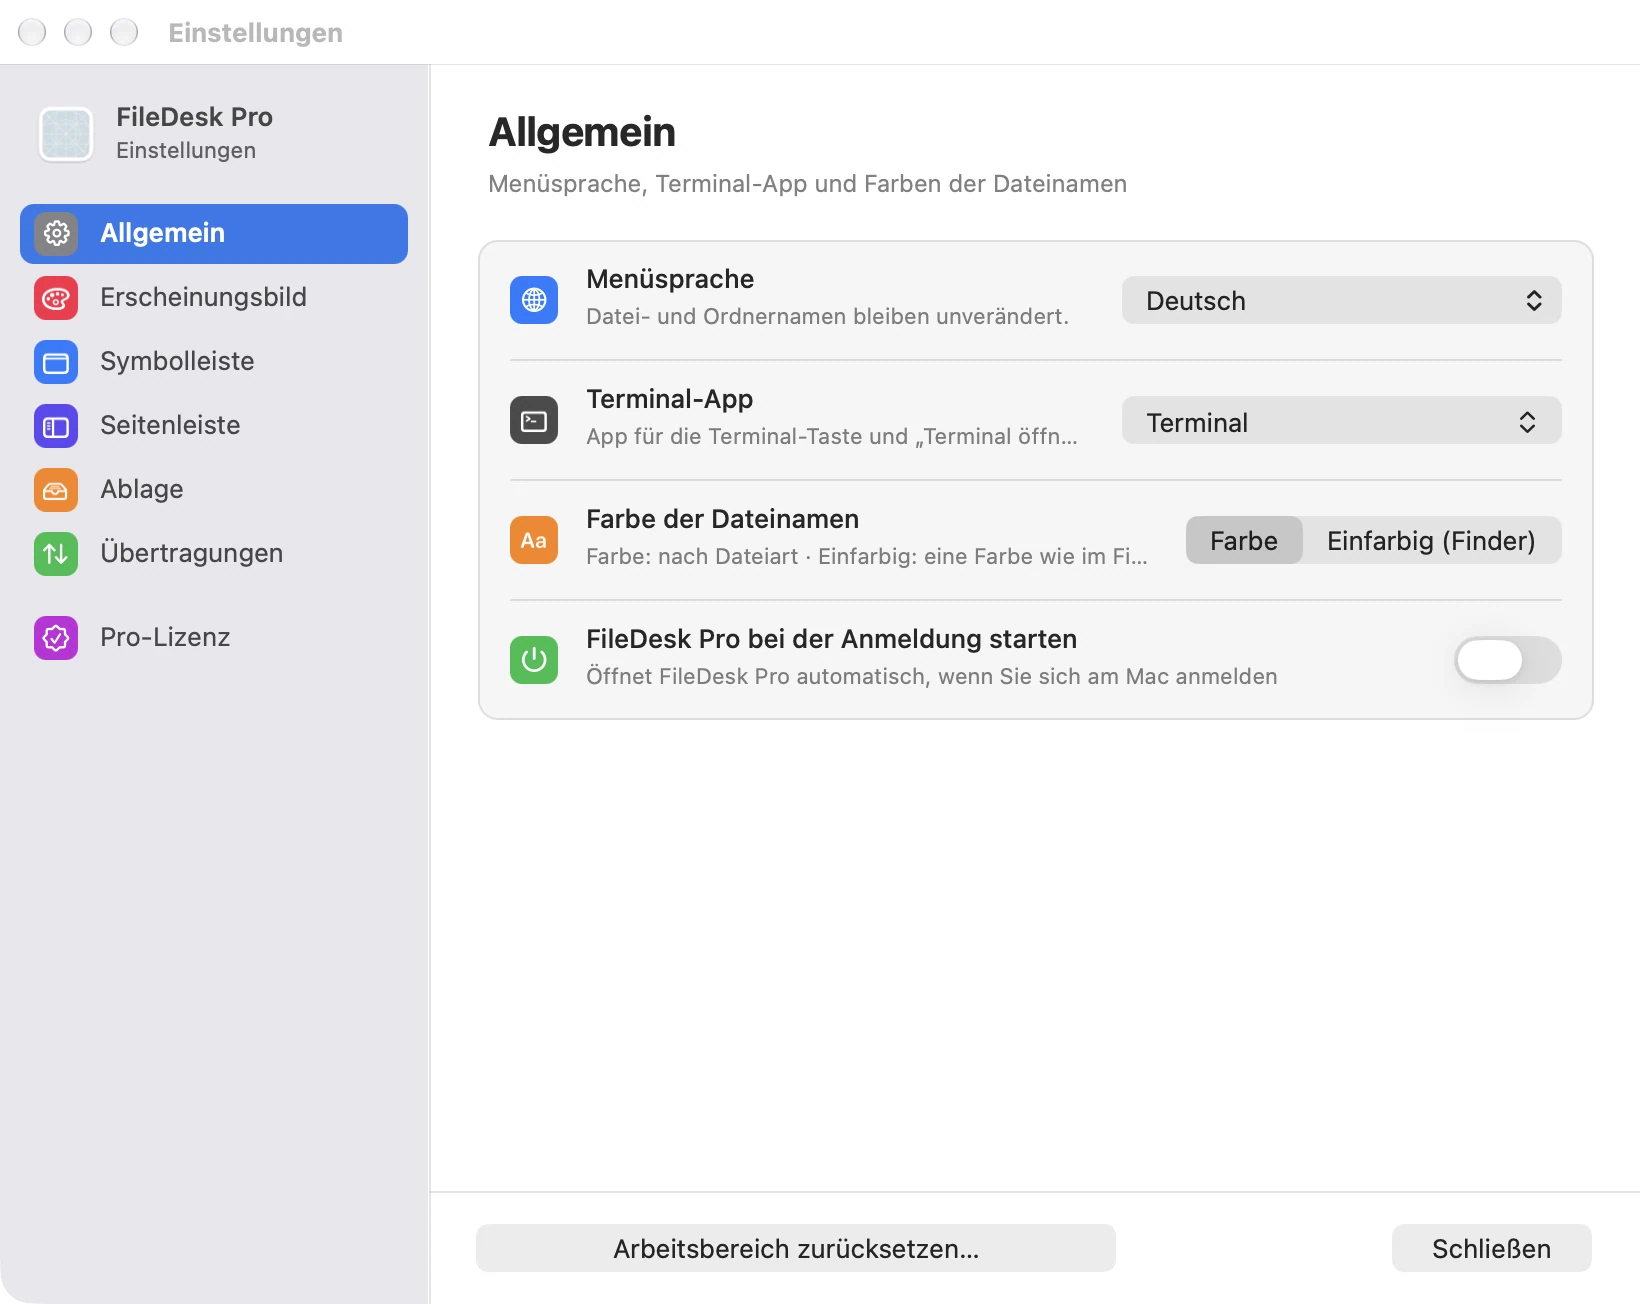 Einstellungen
FileDesk Pro
Einstellungen
Allgemein
Erscheinungsbild
Symbolleiste
Seitenleiste
Ablage
Übertragungen
Pro-Lizenz
Allgemein
Menüsprache, Terminal-App und Farben der Dateinamen
Menüsprache
Datei- und Ordnernamen bleiben unverändert.
Deutsch
Terminal-App
App für die Terminal-Taste und „Terminal öffn...
Terminal
Aa
Farbe der Dateinamen
Farbe: nach Dateiart · Einfarbig: eine Farbe wie im Fi...
Farbe
Einfarbig (Finder)
FileDesk Pro bei der Anmeldung starten
Öffnet FileDesk Pro automatisch, wenn Sie sich am Mac anmelden
Arbeitsbereich zurücksetzen...
Schließen